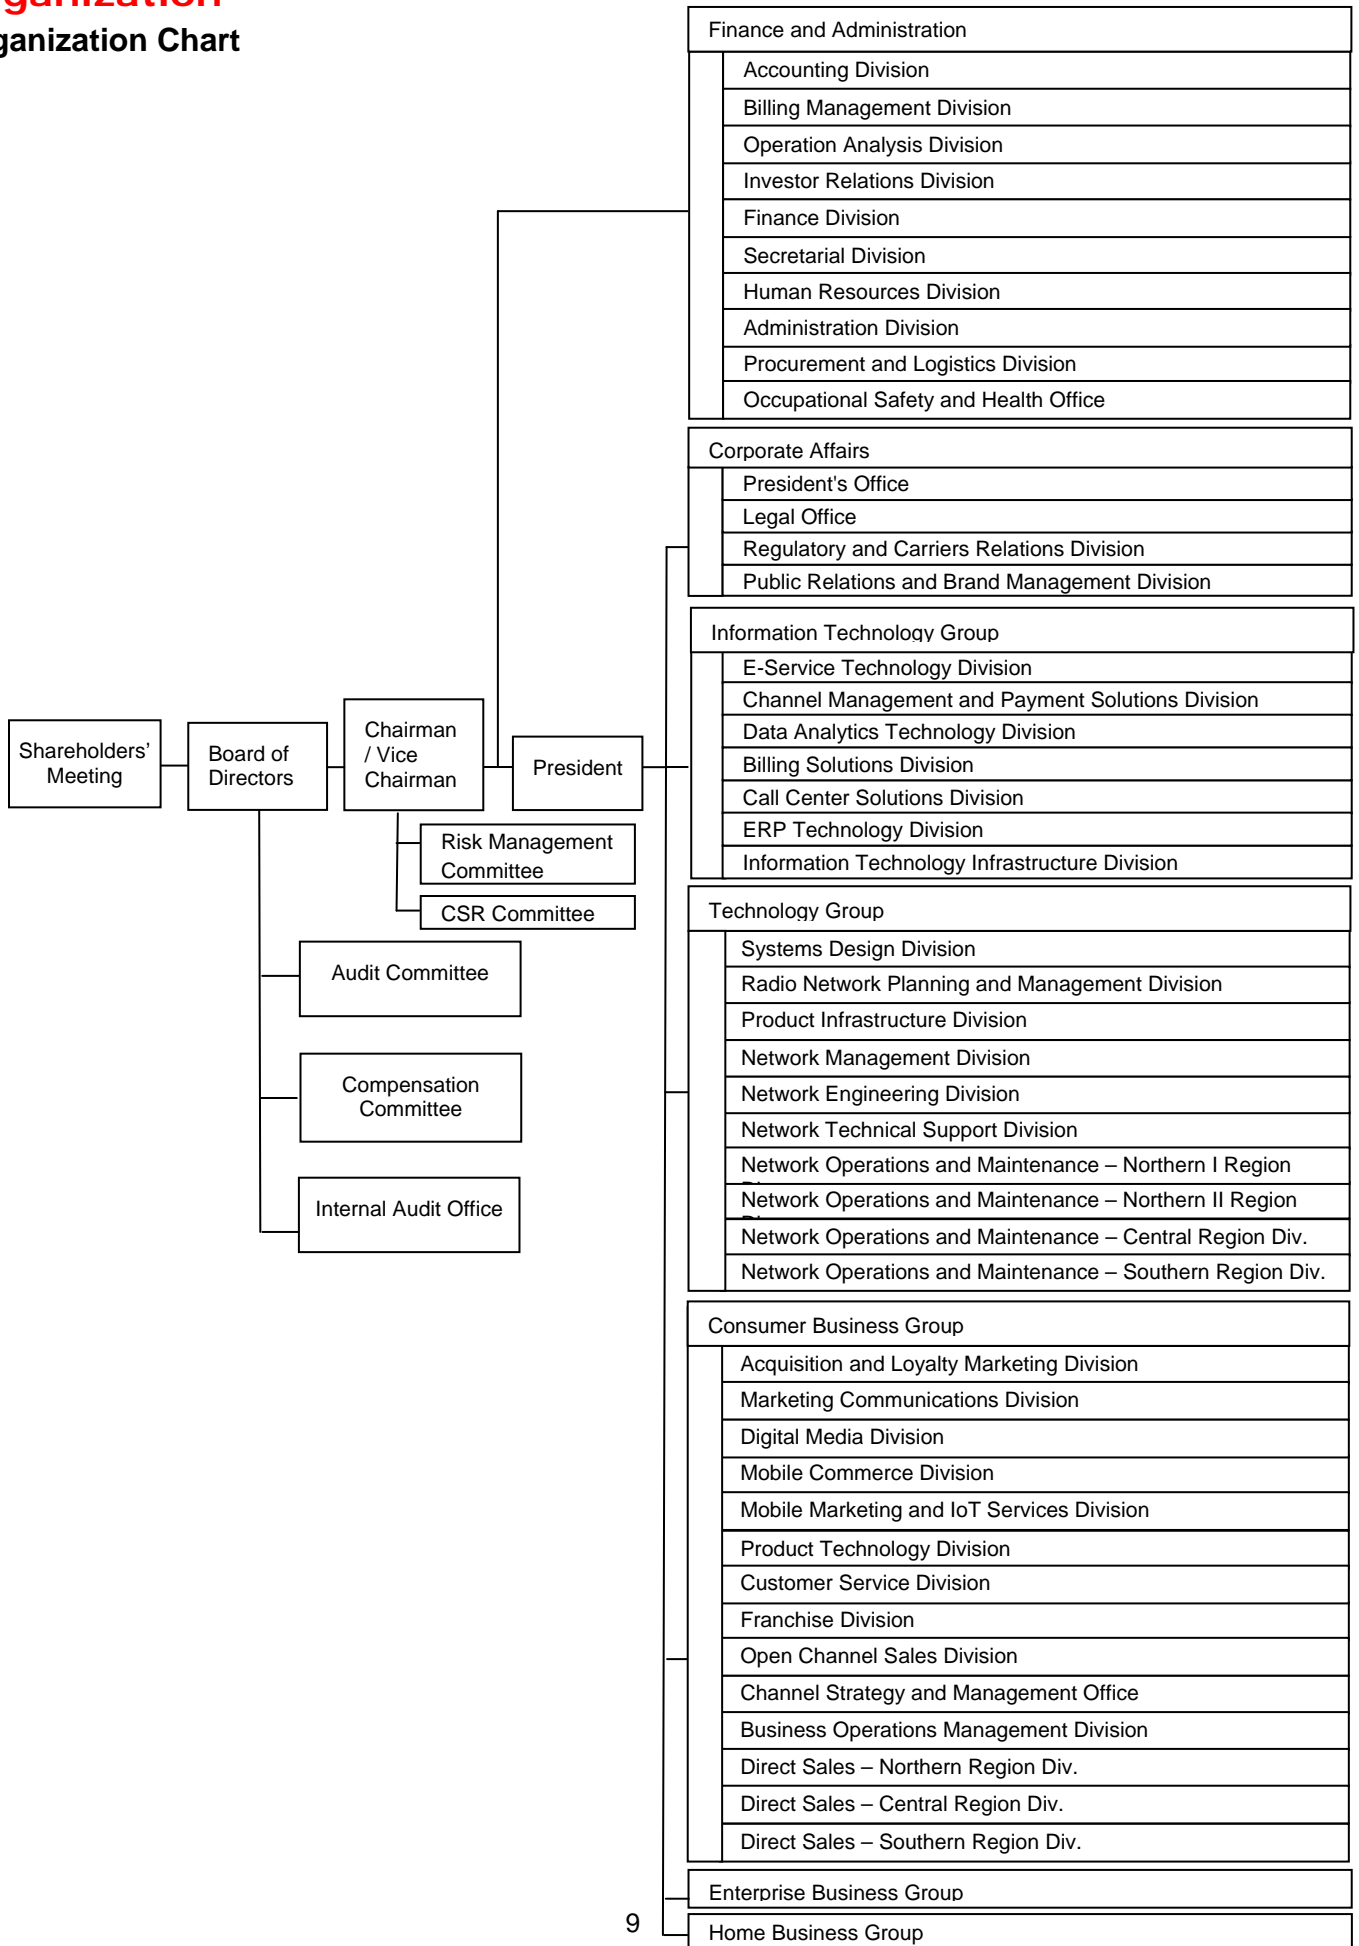 ganization
ganization Chart
Finance and Administration
Accounting Division
Billing Management Division
Operation Analysis Division
Investor Relations Division
Finance Division
Secretarial Division
Human Resources Division
Administration Division
Procurement and Logistics Division
Occupational Safety and Health Office
Corporate Affairs
President's Office
Legal Office
Regulatory and Carriers Relations Division
Public Relations and Brand Management Division
Information Technology Group
E-Service Technology Division
Channel Management and Payment Solutions Division
Data Analytics Technology Division
Billing Solutions Division
Call Center Solutions Division
ERP Technology Division
Information Technology Infrastructure Division
Shareholders’
Meeting
Board of
Directors
Chairman
/ Vice
Chairman
President
Risk Management
Committee
CSR Committee
Audit Committee
Compensation
Committee
Internal Audit Office
Technology Group
Systems Design Division
Radio Network Planning and Management Division
Product Infrastructure Division
Network Management Division
Network Engineering Division
Network Technical Support Division
Network Operations and Maintenance – Northern I Region
Network Operations and Maintenance – Northern II Region
Network Operations and Maintenance – Central Region Div.
Network Operations and Maintenance – Southern Region Div.
Consumer Business Group
Acquisition and Loyalty Marketing Division
Marketing Communications Division
Digital Media Division
Mobile Commerce Division
Mobile Marketing and IoT Services Division
Product Technology Division
Customer Service Division
Franchise Division
Open Channel Sales Division
Channel Strategy and Management Office
Business Operations Management Division
Direct Sales – Northern Region Div.
Direct Sales – Central Region Div.
Direct Sales – Southern Region Div.
Enterprise Business Group
Home Business Group
9